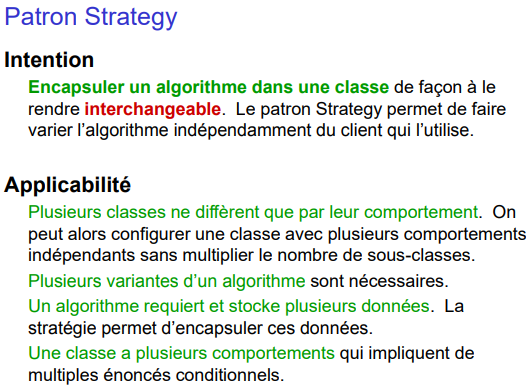 Patron Strategy
Intention
Encapsuler un algorithme dans une classe de façon à le
rendre interchangeable. Le patron Strategy permet de faire
varier l’algorithme indépendamment du client qui l’utilise.
Applicabilité
Plusieurs classes ne diffèrent que par leur comportement. On
peut alors configurer une classe avec plusieurs comportements
indépendants sans multiplier le nombre de sous-classes.
Plusieurs variantes d’un algorithme sont nécessaires.
Un algorithme requiert et stocke plusieurs données. La
stratégie permet d’encapsuler ces données.
Une classe a plusieurs comportements qui impliquent de
multiples énoncés conditionnels.